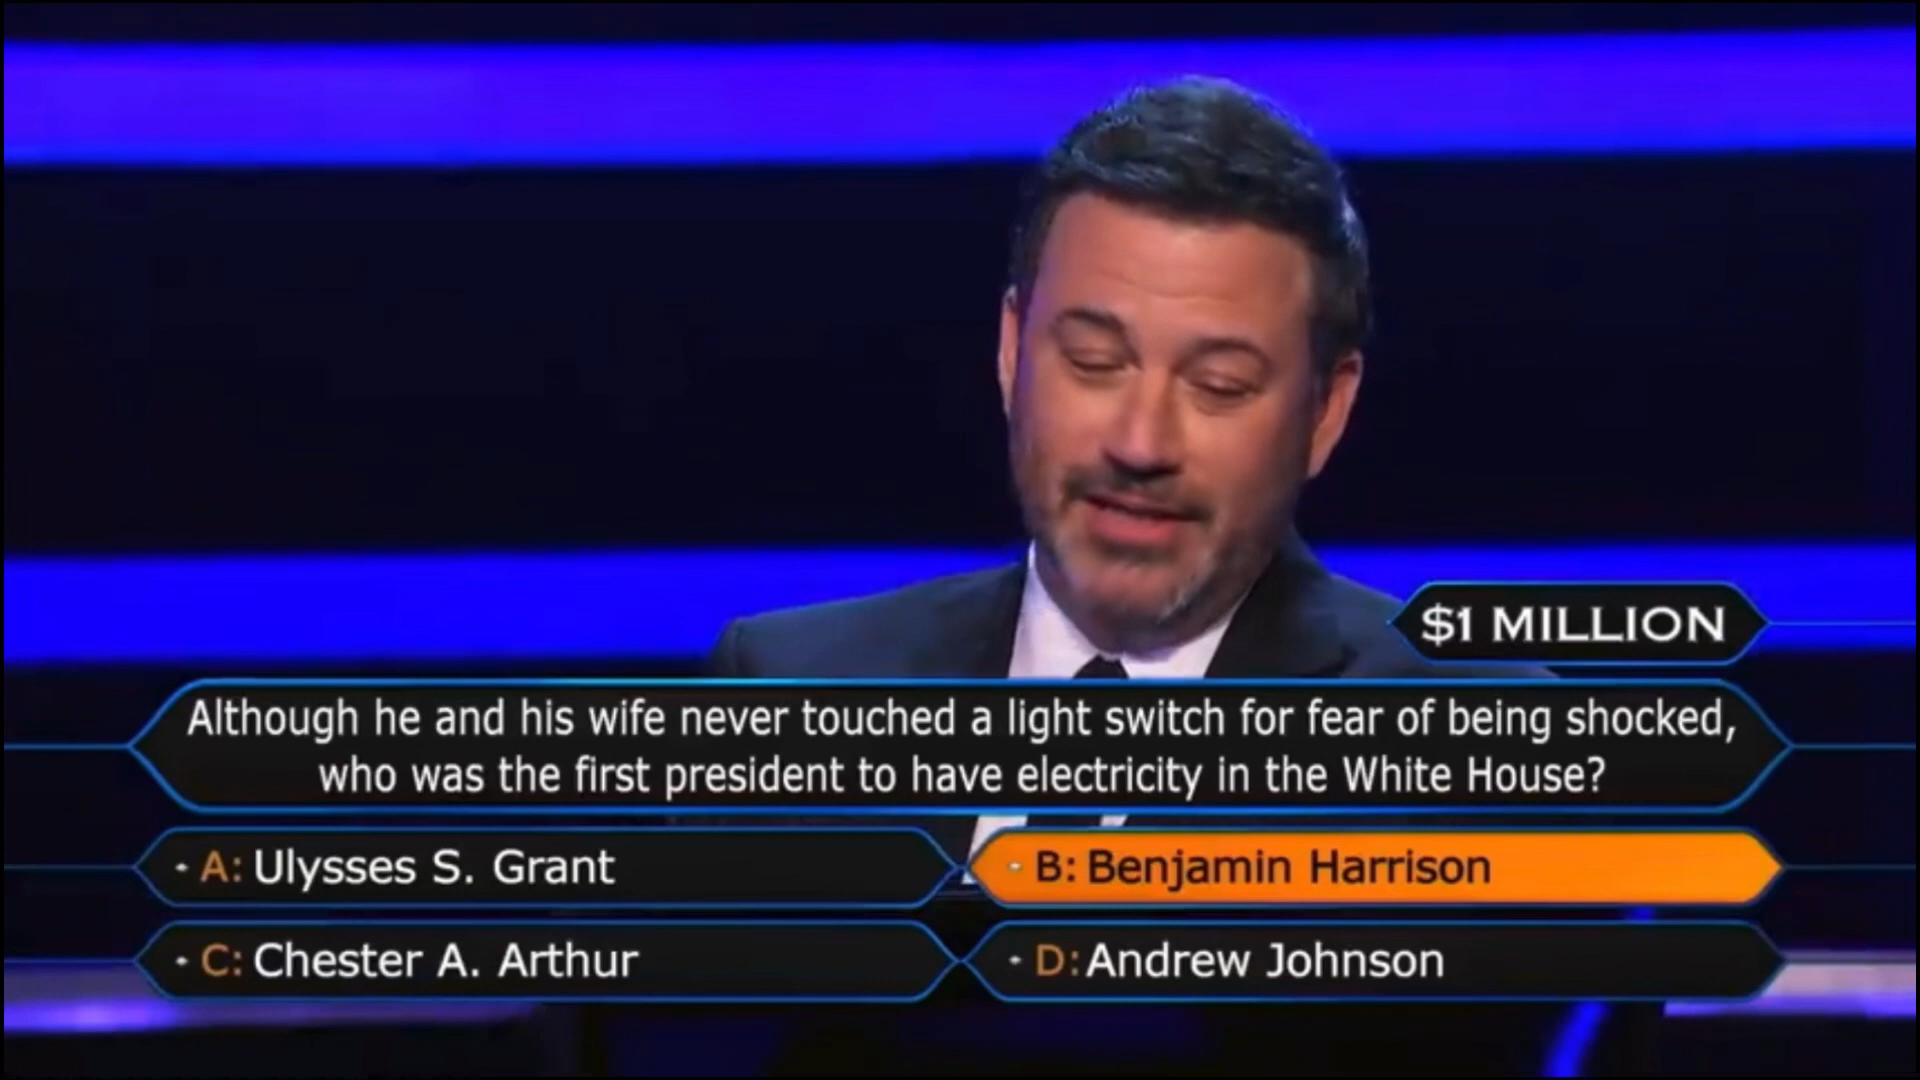 $1 MILLION
Although he and his wife never touched a light switch for fear of being shocked,
who was the first president to have electricity in the White House?
A: Ulysses S. Grant
B: Benjamin Harrison
C: Chester A. Arthur
D: Andrew Johnson